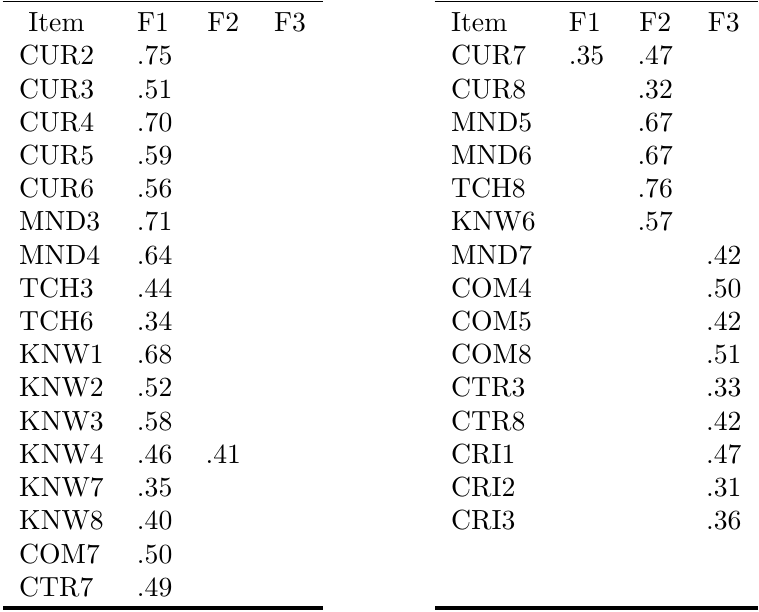 Item F1 F2 F3
CUR2 .75
CUR3 .51
CUR4 .70
CUR5 .59
CUR6 .56
MND3 .71
MND4 .64
TCH3 .44
TCH6 .34
KNW1 .68
KNW2 .52
KNW3 .58
KNW4 .46 .41
KNW7 .35
KNW8 .40
COM7 .50
CTR7 .49
Item F1 F2 F3
CUR7 .35 .47
CUR8 .32
MND5 .67
MND6 .67
TCH8 .76
KNW6 .57
MND7 .42
COM4 .50
COM5 .42
COM8 .51
CTR3 .33
CTR8 .42
CRI1 .47
CRI2 .31
CRI3 .36